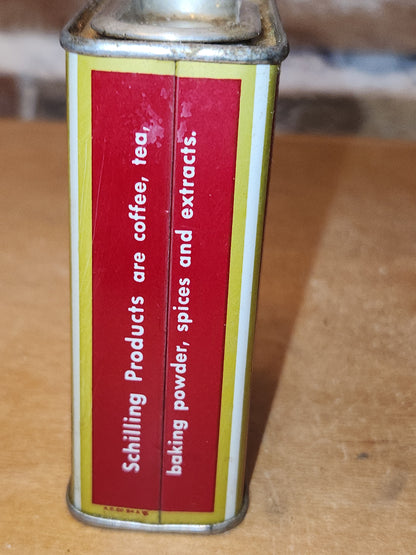 Schilling Products are coffee, tea,
baking powder, spices and extracts.